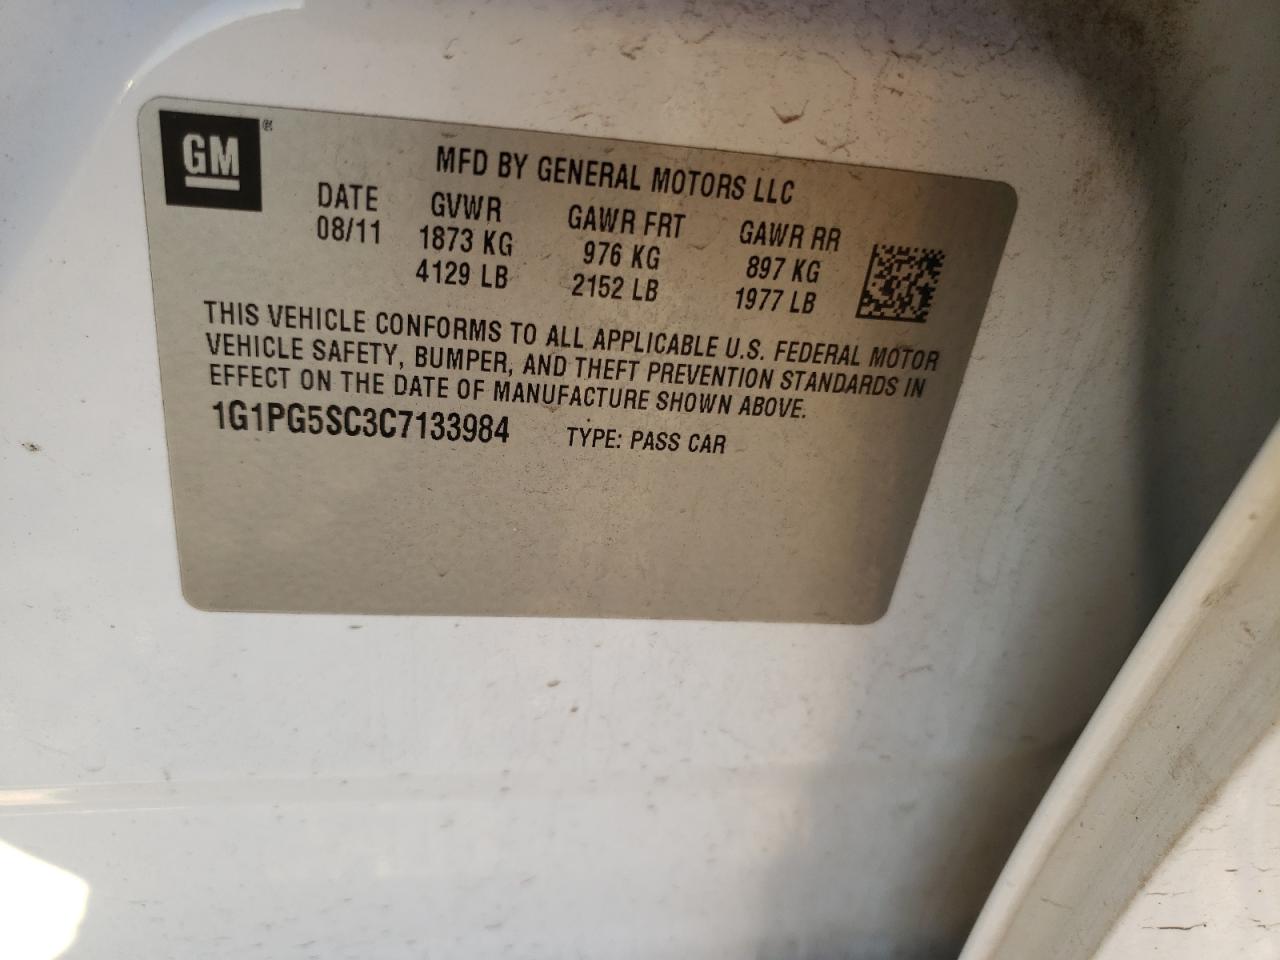 GM®
MFD BY GENERAL MOTORS LLC
DATE GVWR GAWR FRT GAWR RR
08/11 1873 KG 976 KG 897 KG
4129 LB 2152 LB 1977 LB
THIS VEHICLE CONFORMS TO ALL APPLICABLE U.S. FEDERAL MOTOR
VEHICLE SAFETY, BUMPER, AND THEFT PREVENTION STANDARDS IN
EFFECT ON THE DATE OF MANUFACTURE SHOWN ABOVE.
1G1PG5SC3C7133984 TYPE: PASS CAR